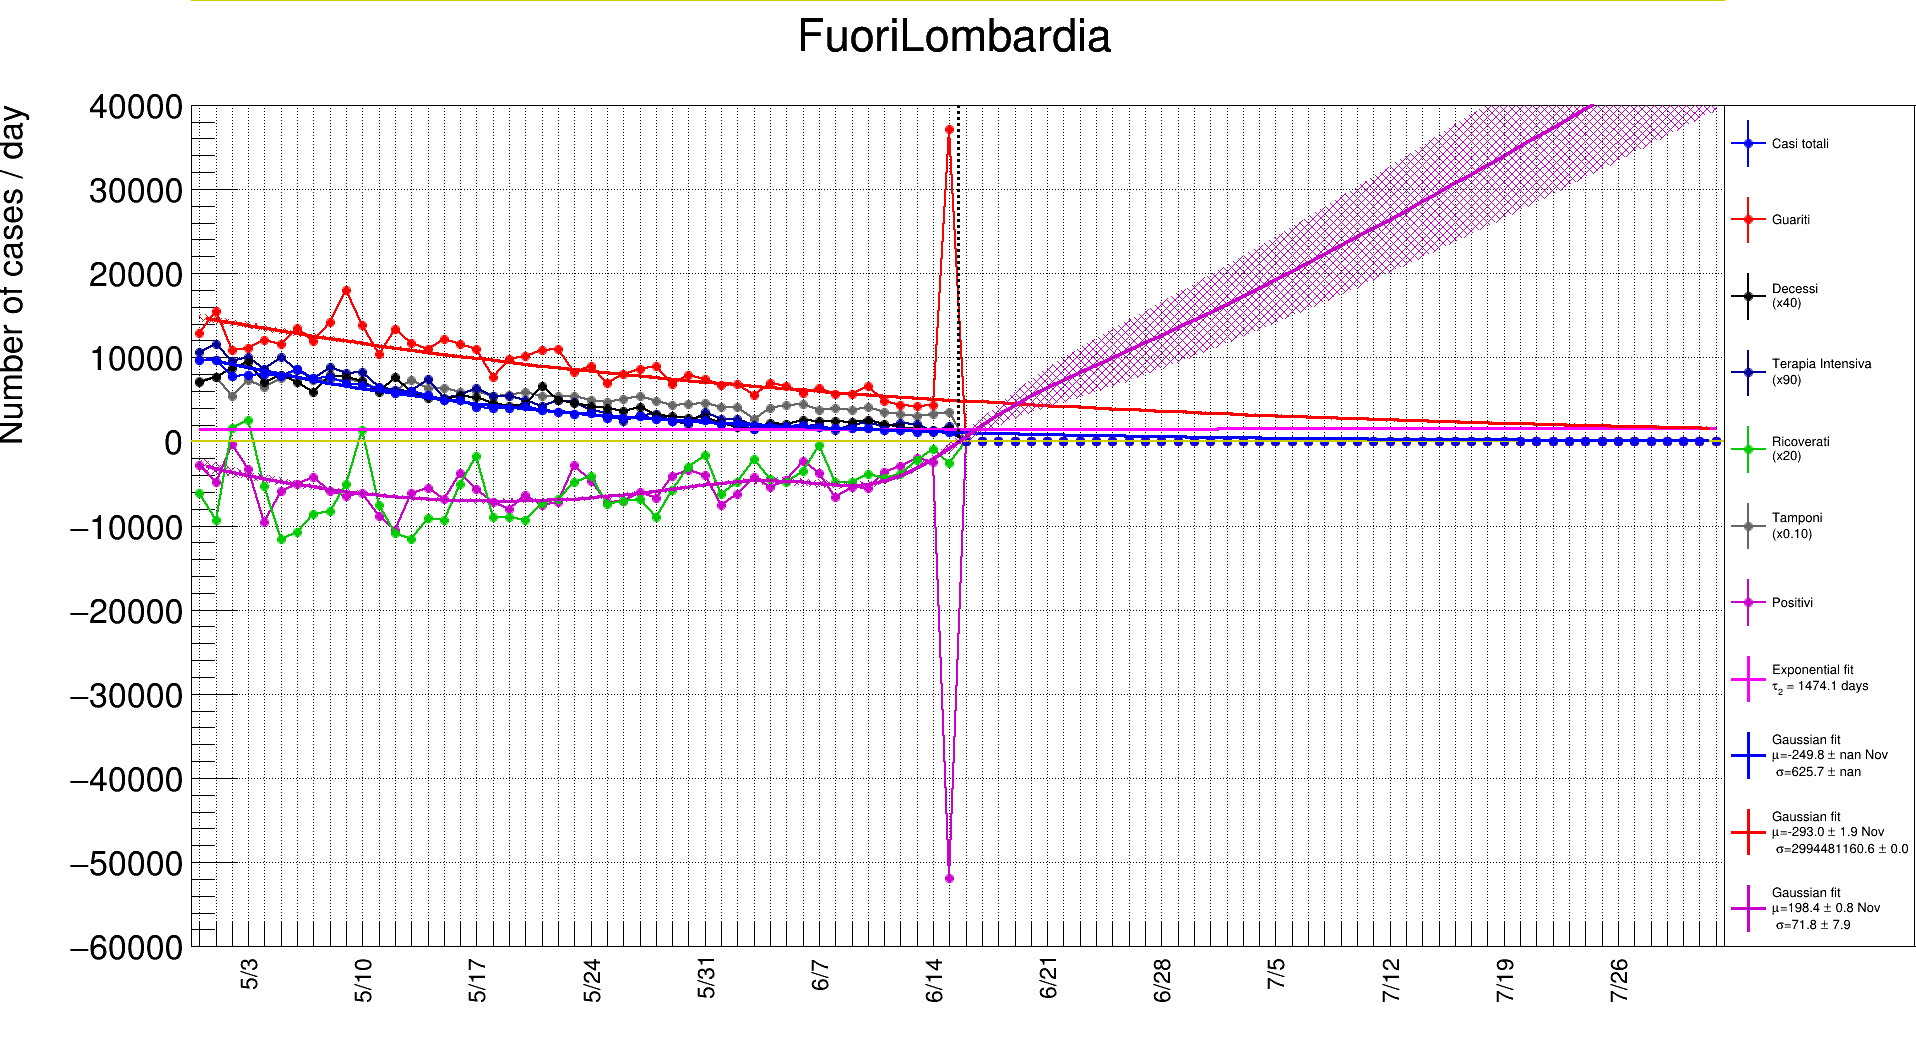 FuoriLombardia
Number of cases / day
40000
30000
20000
10000
0
−10000
−20000
−30000
−40000
−50000
−60000
5/3
5/10
5/17
5/24
5/31
6/7
6/14
6/21
6/28
7/5
7/12
7/19
7/26
Casi totali
Guariti
Decessi
(x40)
Terapia Intensiva
(x90)
Ricoverati
(x20)
Tamponi
(x0.10)
Positivi
Exponential fit
τ₂ = 1474.1 days
Gaussian fit
μ=-249.8 ± nan Nov
σ=625.7 ± nan
Gaussian fit
μ=-293.0 ± 1.9 Nov
σ=2994481160.6 ± 0.0
Gaussian fit
μ=198.4 ± 0.8 Nov
σ=71.8 ± 7.9